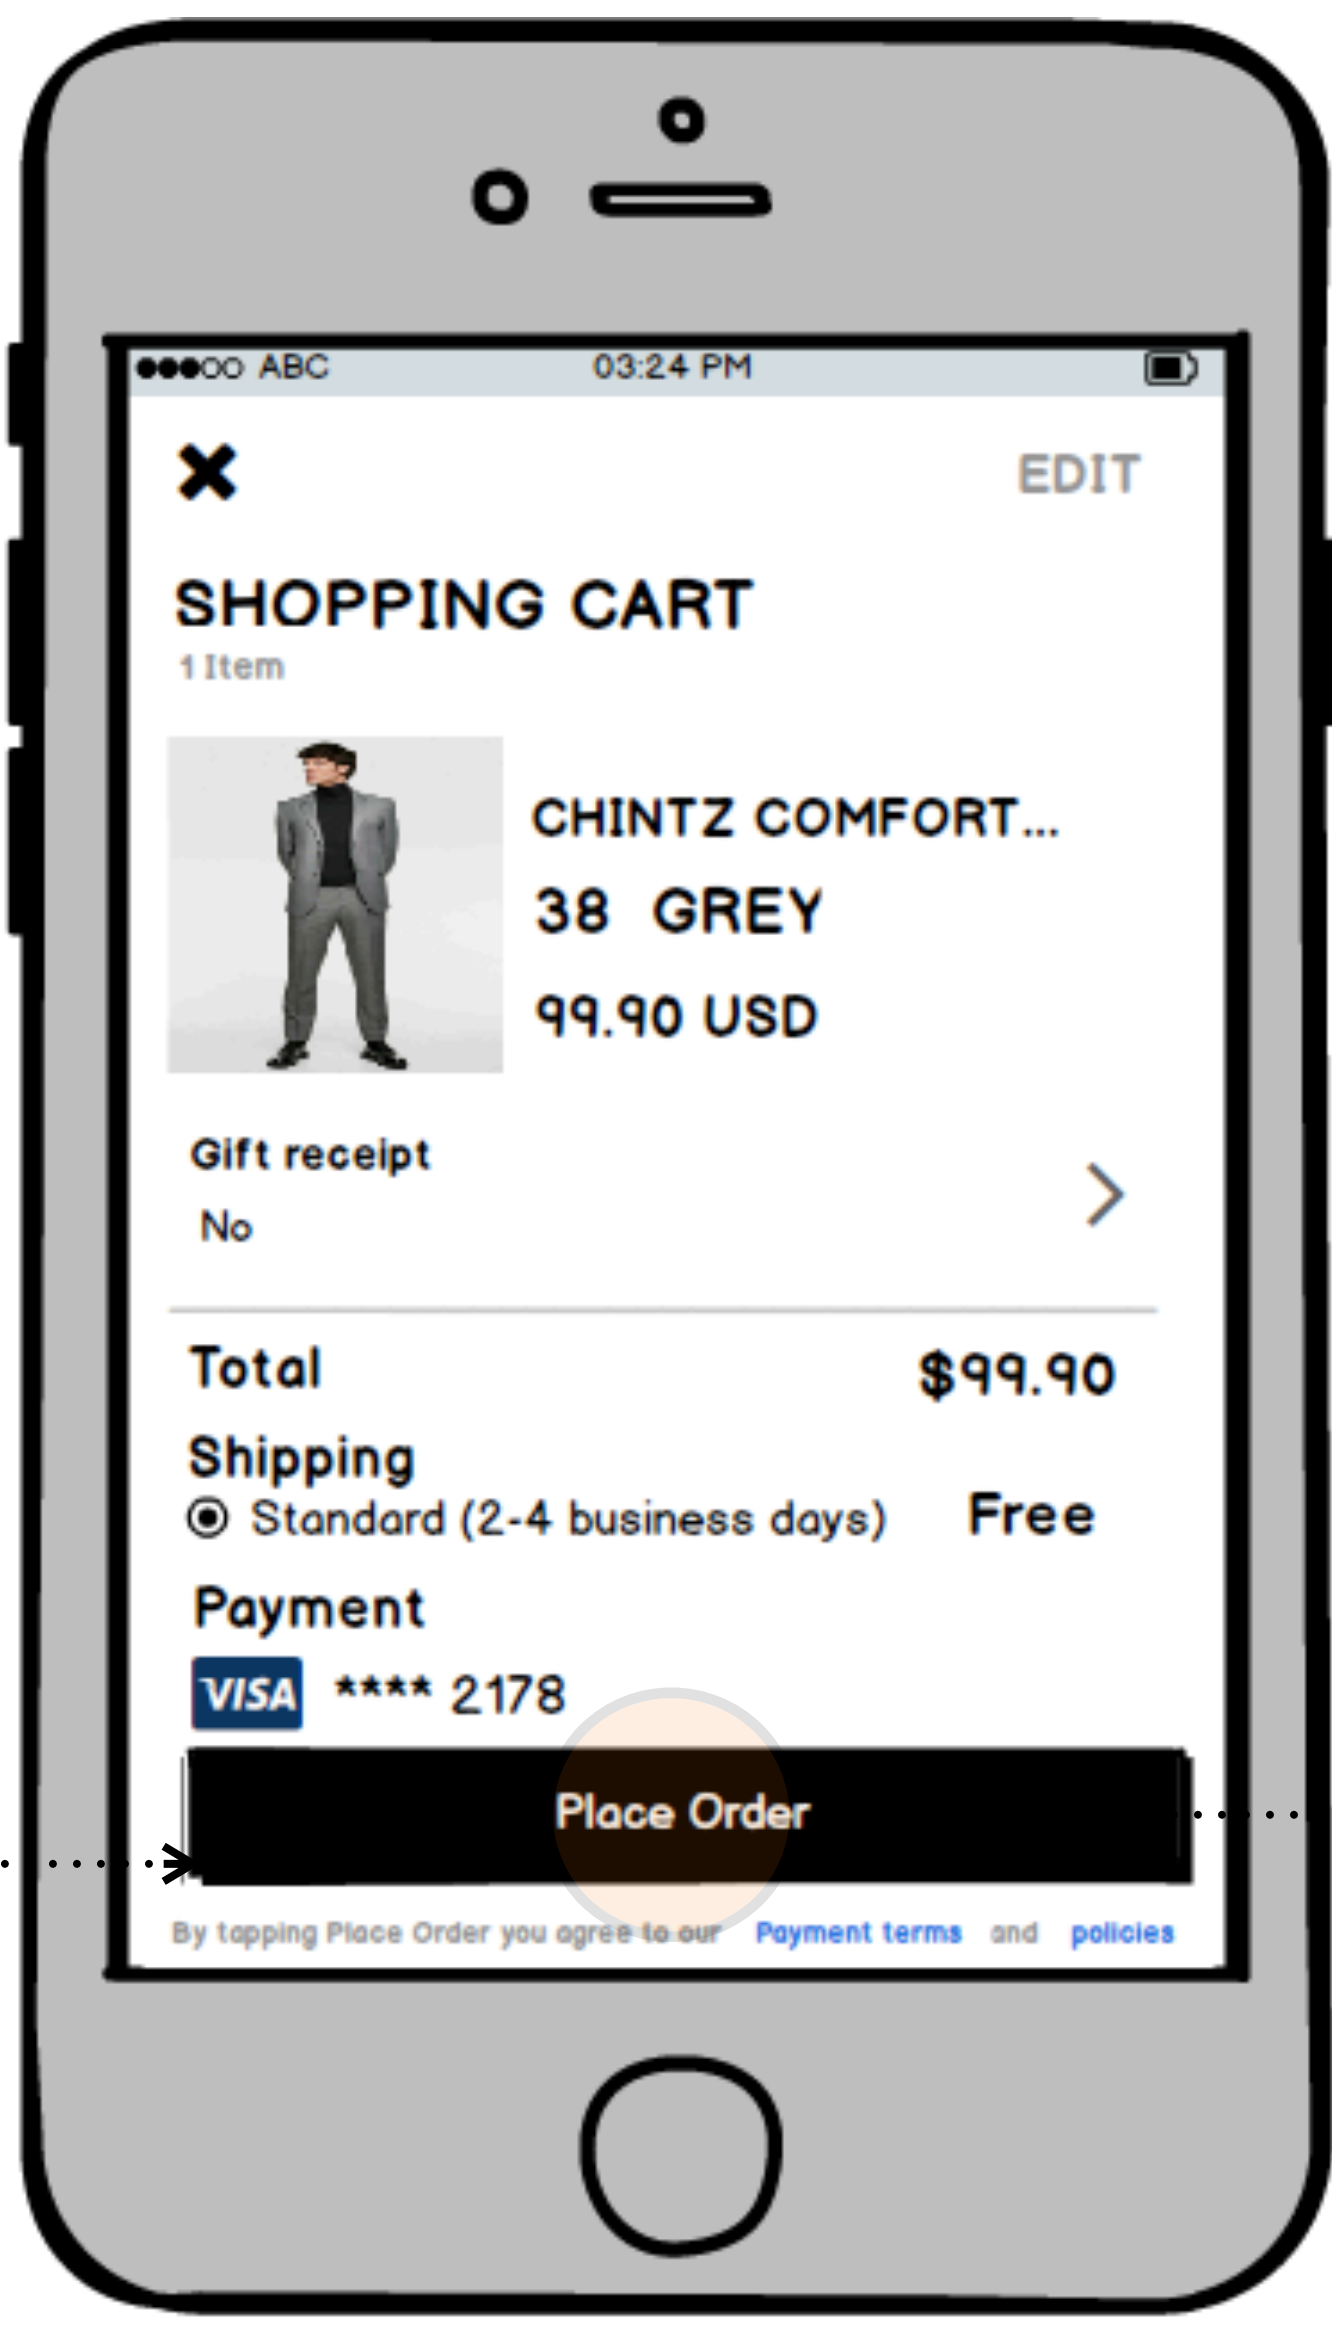 ABC 03:24 PM
EDIT
SHOPPING CART
1 Item
CHINTZ COMFORT...
38 GREY
99.90 USD
Gift receipt
No
Total $99.90
Shipping
Standard (2-4 business days) Free
Payment
VISA **** 2178
Place Order
By tapping Place Order you agree to our Payment terms and policies